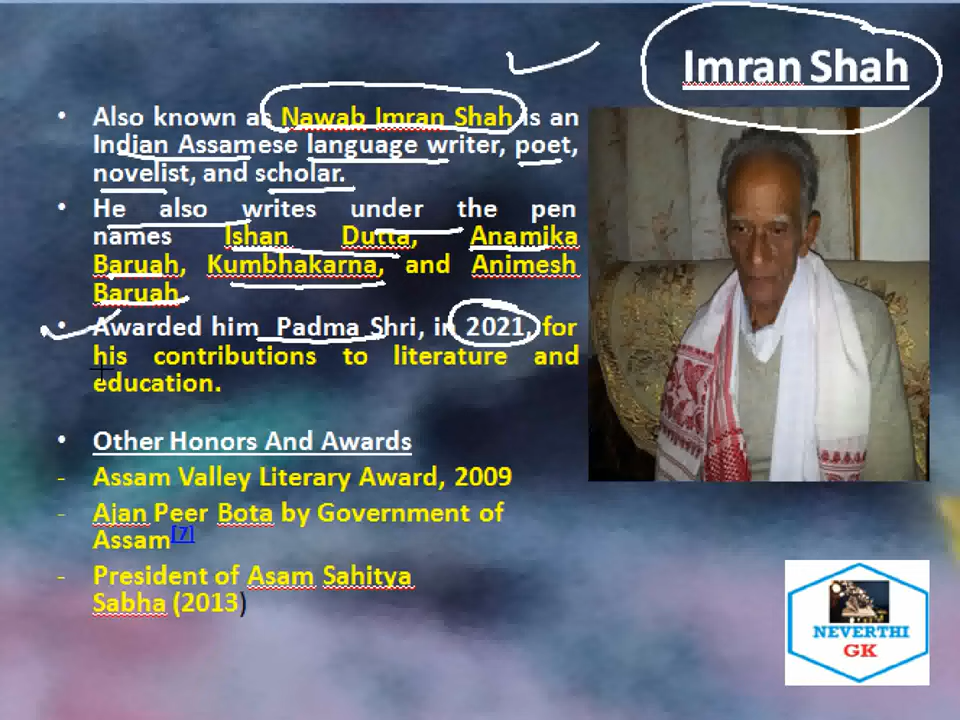 Imran Shah
• Also known as Nawab Imran Shah is an
Indian Assamese language writer, poet,
novelist, and scholar.
• He also writes under the pen
names Ishan Dutta, Anamika
Baruah, Kumbhakarna, and Animesh
Baruah
• Awarded him Padma Shri, in 2021, for
his contributions to literature and
education.
• Other Honors And Awards
- Assam Valley Literary Award, 2009
- Ajan Peer Bota by Government of
Assam[7]
- President of Asam Sahitya
Sabha (2013)
NEVERTHI
GK